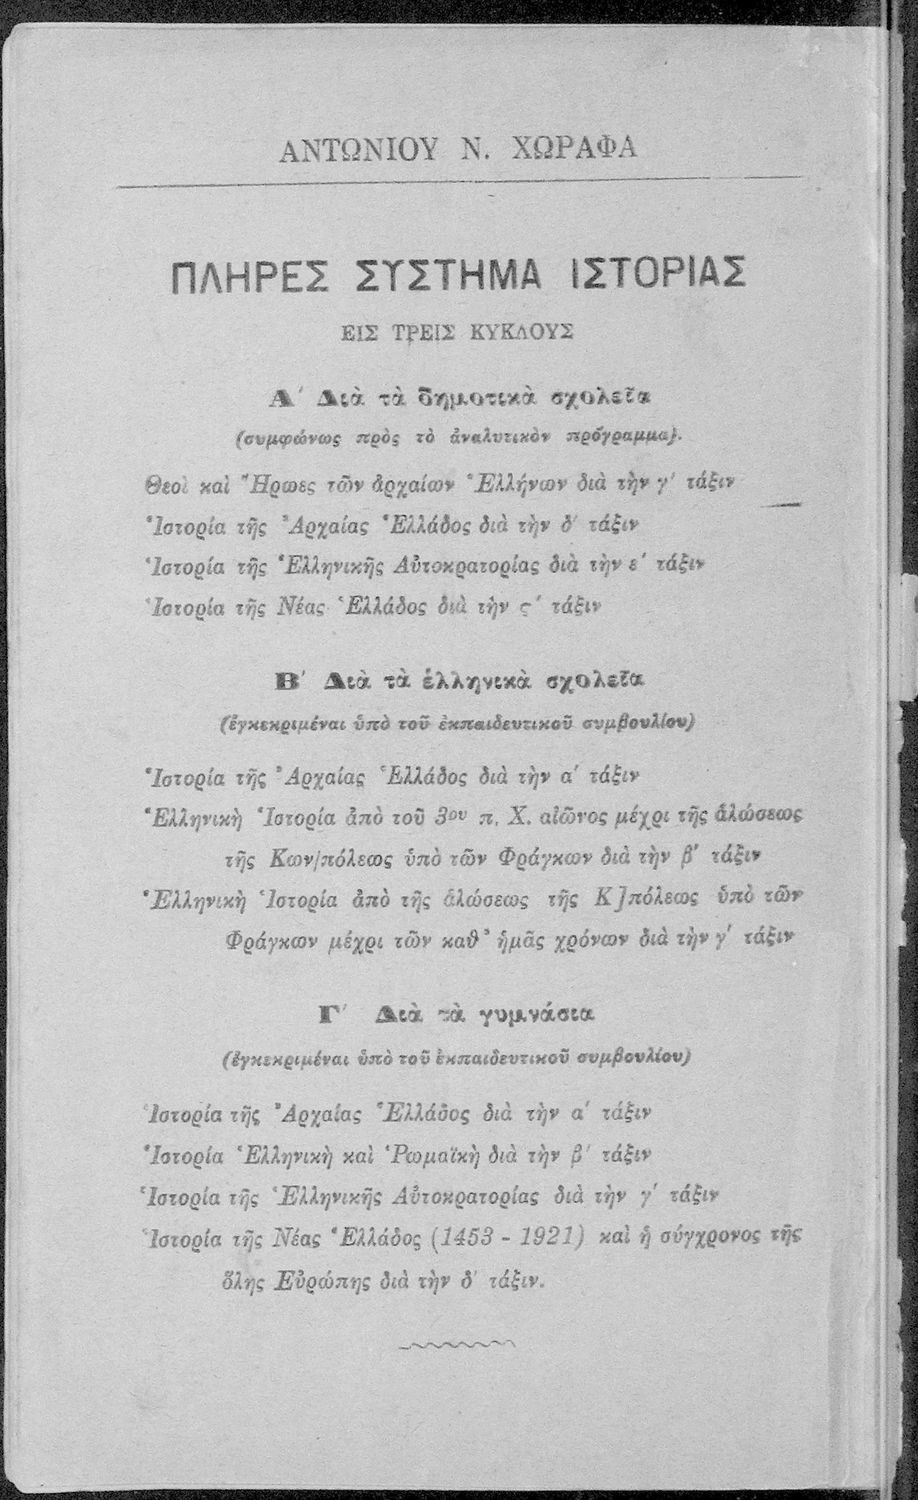 ΑΝΤΩΝΙΟΥ Ν. ΧΩΡΑΦΑ
ΠΛΗΡΕΣ ΣΥΣΤΗΜΑ ΙΣΤΟΡΙΑΣ
ΕΙΣ ΤΡΕΙΣ ΚΥΚΛΟΥΣ
Α΄ Διὰ τὰ δημοτικὰ σχολεῖα
(συμφώνως πρὸς τὸ ἀναλυτικὸν πρόγραμμα).
Θεοὶ καὶ Ἥρωες τῶν ἀρχαίων Ἑλλήνων διὰ τὴν γ΄ τάξιν
Ἱστορία τῆς Ἀρχαίας Ἑλλάδος διὰ τὴν δ΄ τάξιν
Ἱστορία τῆς Ἑλληνικῆς Αὐτοκρατορίας διὰ τὴν ε΄ τάξιν
Ἱστορία τῆς Νέας Ἑλλάδος διὰ τὴν ς΄ τάξιν
Β΄ Διὰ τὰ ἑλληνικὰ σχολεῖα
(ἐγκεκριμέναι ὑπὸ τοῦ ἐκπαιδευτικοῦ συμβουλίου)
Ἱστορία τῆς Ἀρχαίας Ἑλλάδος διὰ τὴν α΄ τάξιν
Ἑλληνικὴ Ἱστορία ἀπὸ τοῦ 3ου π. Χ. αἰῶνος μέχρι τῆς ἁλώσεως
τῆς Κων/πόλεως ὑπὸ τῶν Φράγκων διὰ τὴν β΄ τάξιν
Ἑλληνικὴ Ἱστορία ἀπὸ τῆς ἁλώσεως τῆς Κ]πόλεως ὑπὸ τῶν
Φράγκων μέχρι τῶν καθ' ἡμᾶς χρόνων διὰ τὴν γ΄ τάξιν
Γ΄ Διὰ τὰ γυμνάσια
(ἐγκεκριμέναι ὑπὸ τοῦ ἐκπαιδευτικοῦ συμβουλίου)
Ἱστορία τῆς Ἀρχαίας Ἑλλάδος διὰ τὴν α΄ τάξιν
Ἱστορία Ἑλληνικὴ καὶ Ῥωμαϊκὴ διὰ τὴν β΄ τάξιν
Ἱστορία τῆς Ἑλληνικῆς Αὐτοκρατορίας διὰ τὴν γ΄ τάξιν
Ἱστορία τῆς Νέας Ἑλλάδος (1453 - 1921) καὶ ἡ σύγχρονος τῆς
ὅλης Εὐρώπης διὰ τὴν δ΄ τάξιν.